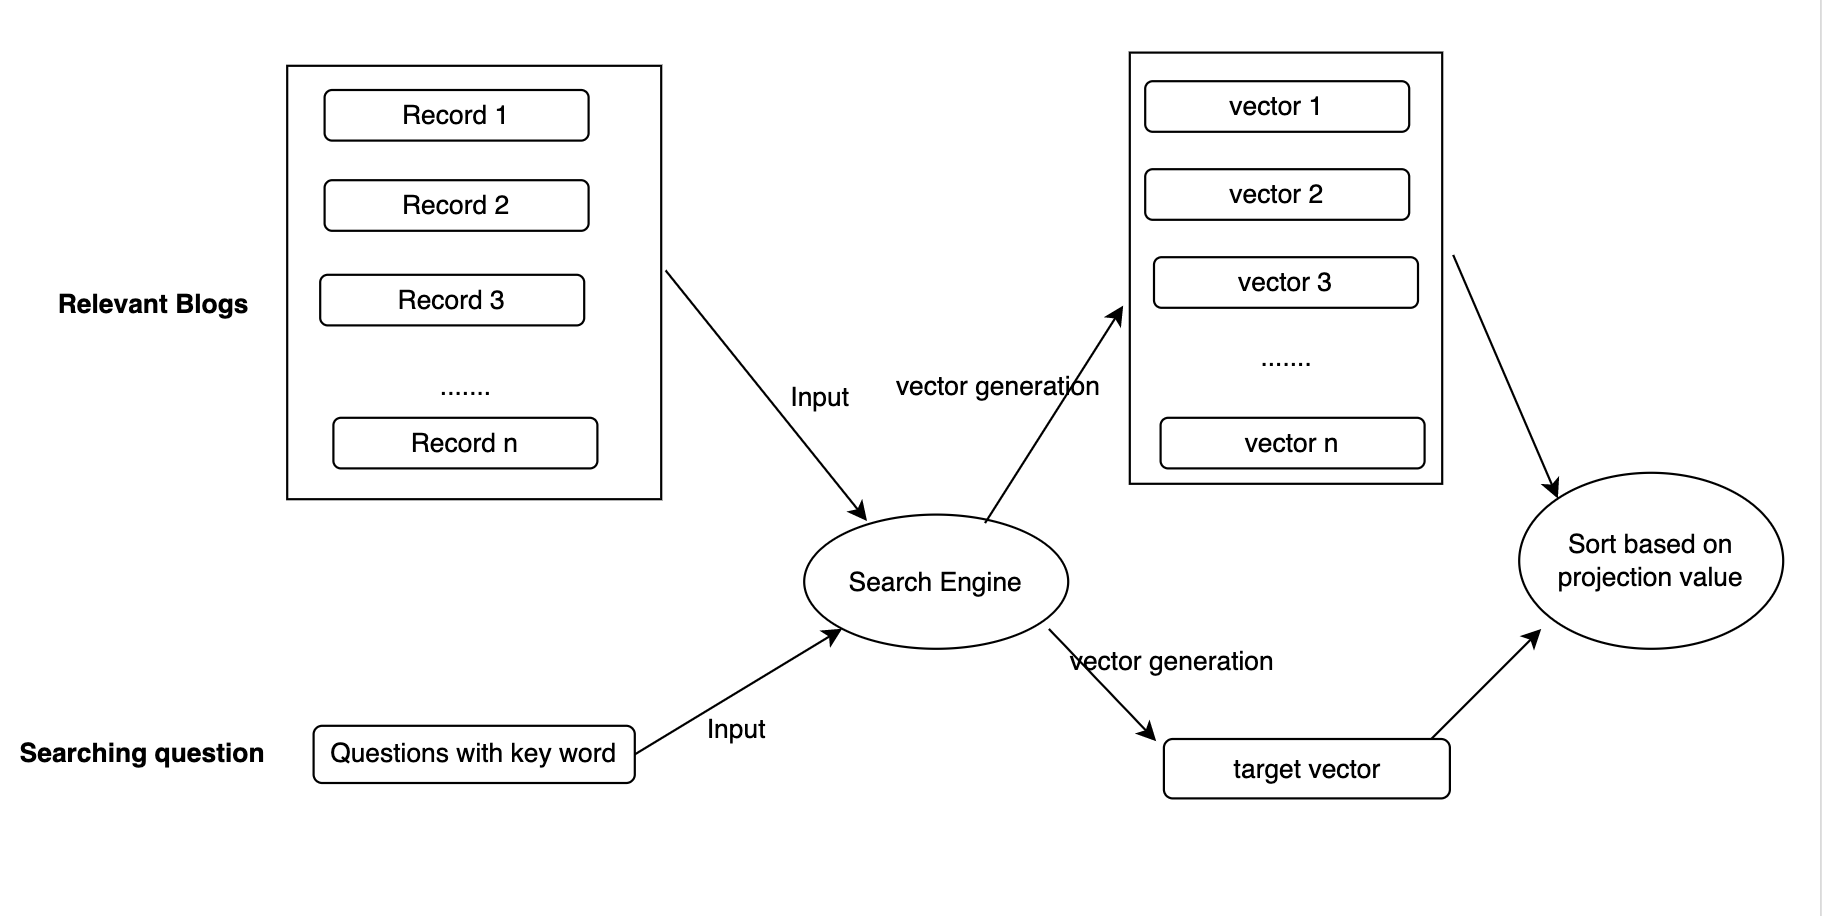 Relevant Blogs
Record 1
Record 2
Record 3
.......
Record n
Input
vector generation
vector 1
vector 2
vector 3
.......
vector n
Search Engine
Sort based on
projection value
Searching question
Questions with key word
Input
vector generation
target vector